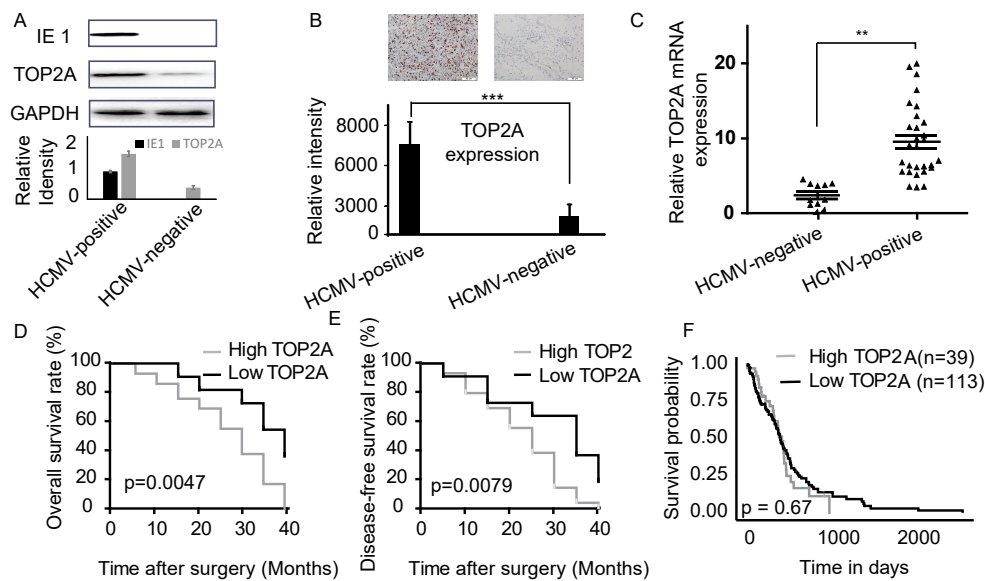 A
IE 1
TOP2A
GAPDH
Relative
Idensity
2
1
0
IE1 TOP2A
HCMV-positive
HCMV-negative
B
***
TOP2A
expression
Relative intensity
8000
6000
3000
0
HCMV-positive
HCMV-negative
C
**
Relative TOP2A mRNA
expression
20
10
0
HCMV-negative
HCMV-positive
D
Overall survival rate (%)
High TOP2A
Low TOP2A
100
80
60
40
20
0
p=0.0047
0 10 20 30 40
Time after surgery (Months)
E
Disease-free survival rate (%)
High TOP2
Low TOP2A
100
80
60
40
20
0
p=0.0079
0 10 20 30 40
Time after surgery (Months)
F
Survival probability
High TOP2A(n=39)
Low TOP2A (n=113)
1.00
0.75
0.50
0.25
0.00
p = 0.67
0 1000 2000
Time in days